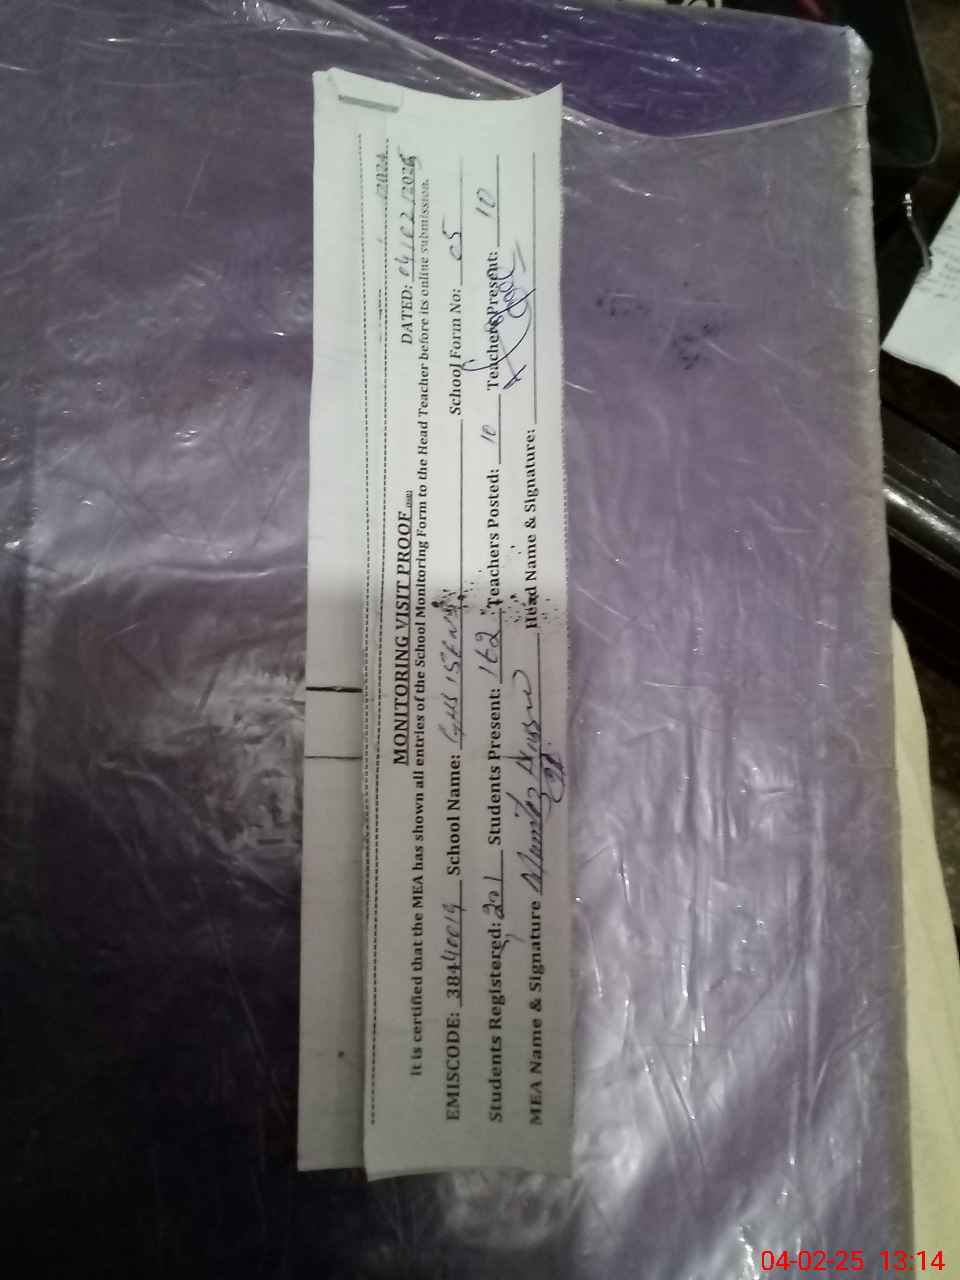 MONITORING VISIT PROOF
DATED: 04/02/2025
It is certified that the MEA has shown all entries of the School Monitoring Form to the Head Teacher before its online submission.
EMISCODE: 38440019 School Name: School Form No: 05
Students Registered: 201 Students Present: 162 Teachers Posted: 10 Teachers Present: 10
MEA Name & Signature Head Name & Signature:
04-02-25 13:14